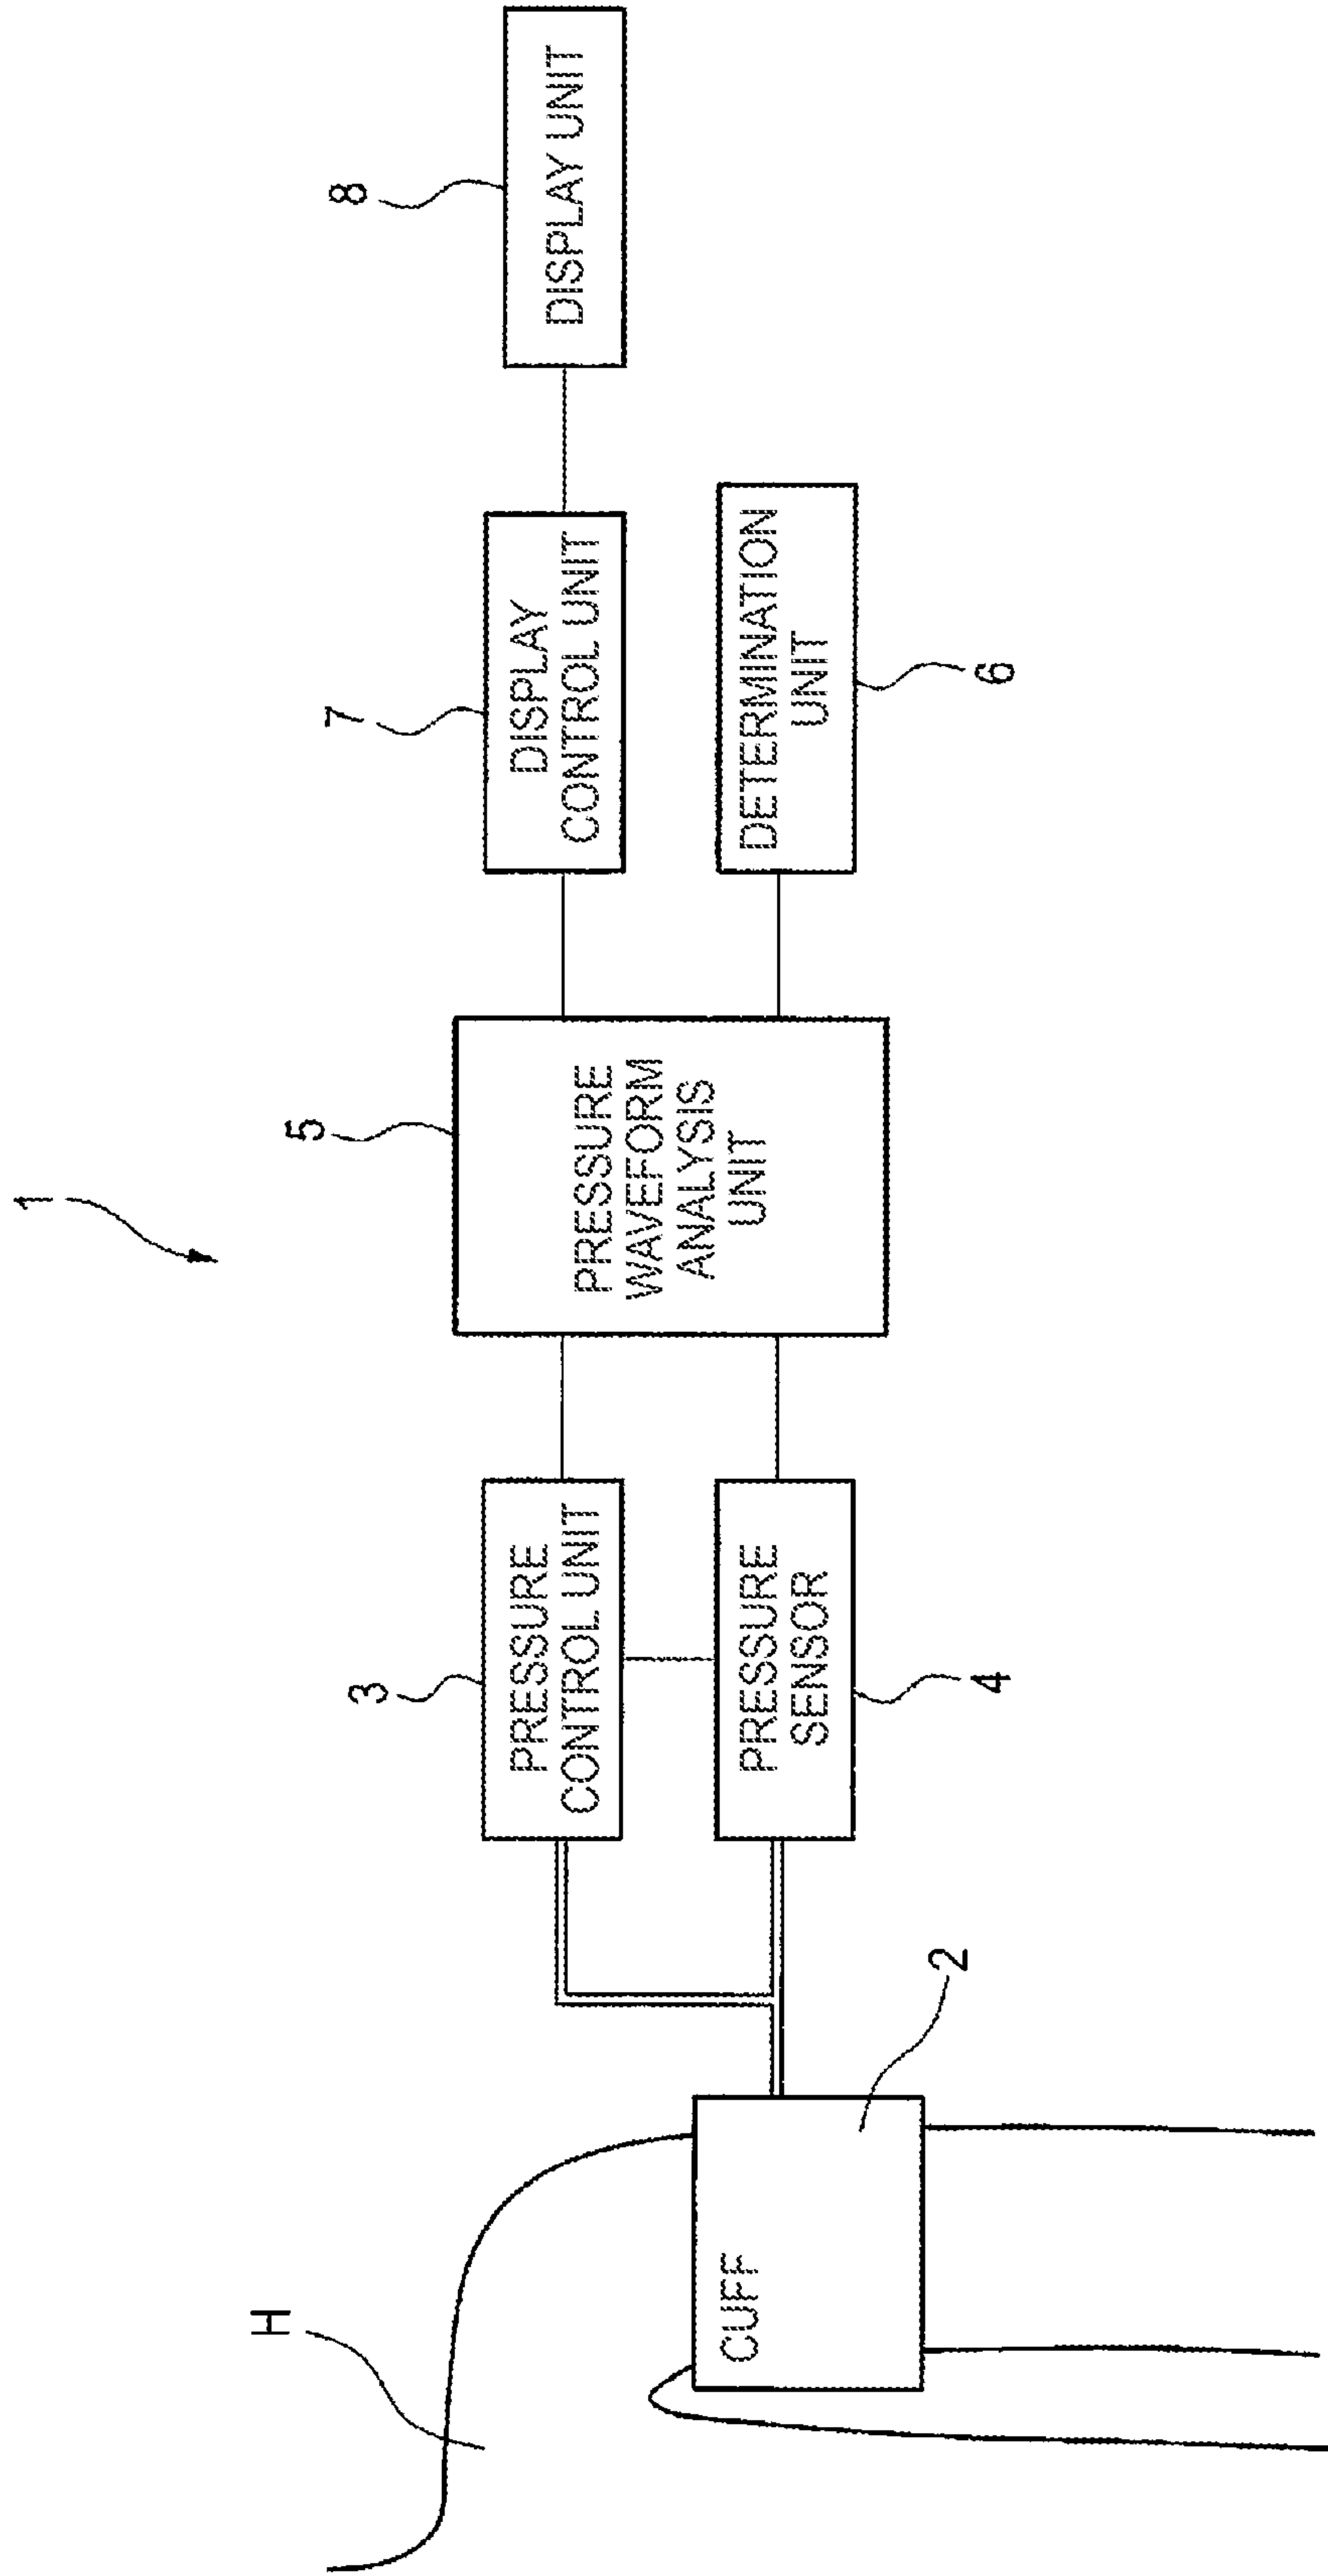 1
H
CUFF
2
3
PRESSURE
CONTROL UNIT
PRESSURE
SENSOR
4
5
PRESSURE
WAVEFORM
ANALYSIS
UNIT
7
DISPLAY
CONTROL UNIT
DETERMINATION
UNIT
6
8
DISPLAY UNIT